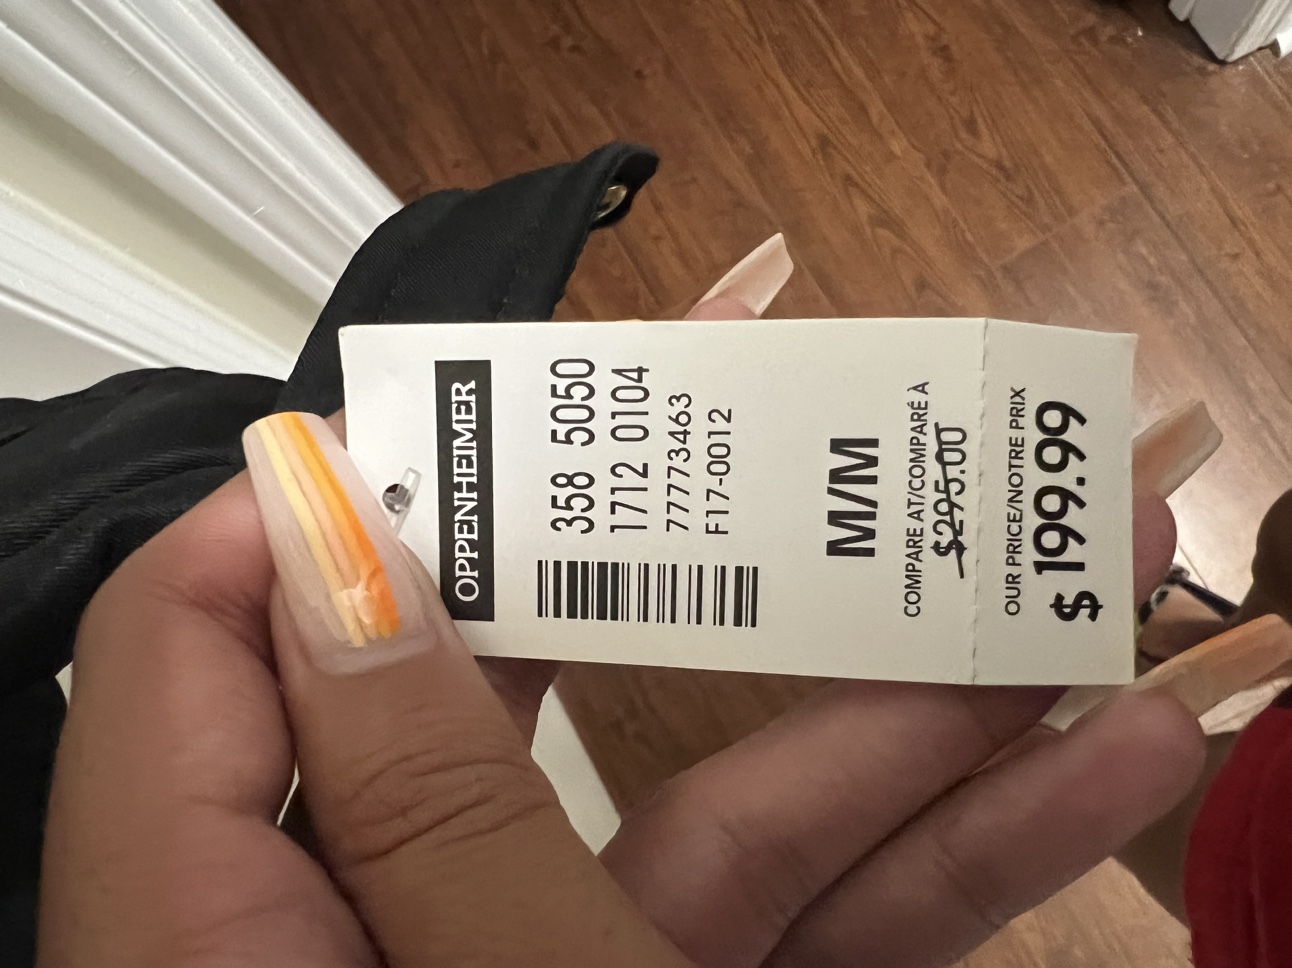 OPPENHEIMER
358 5050
1712 0104
77773463
F17-0012
M/M
COMPARE AT/COMPARÉ À
$295.00
OUR PRICE/NOTRE PRIX
$ 199.99